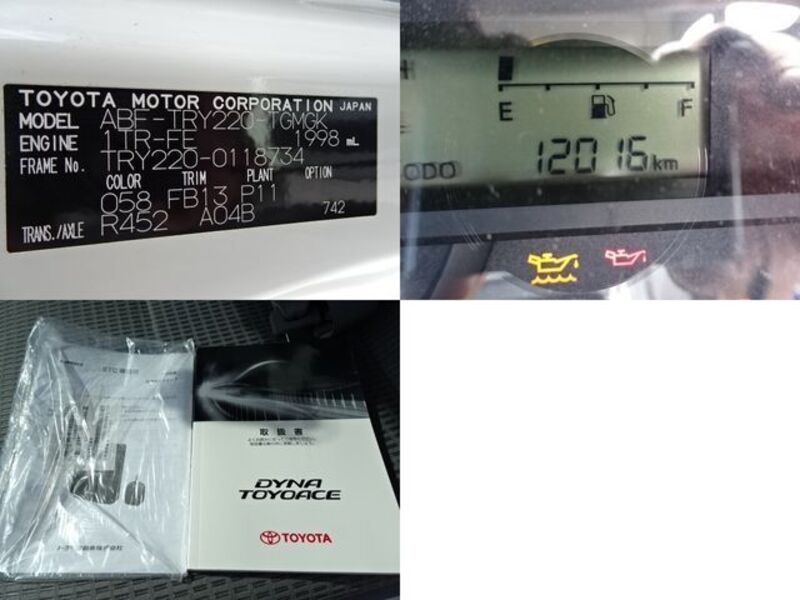 TOYOTA MOTOR CORPORATION JAPAN
MODEL ABF-TRY220-TGMGK
ENGINE 1TR-FE 1998 mL
FRAME No. TRY220-0118734
COLOR TRIM PLANT OPTION
058 FB13 P11
TRANS./AXLE R452 A04B 742
E F
ODO 12016 km
取扱書
DYNA
TOYOACE
TOYOTA